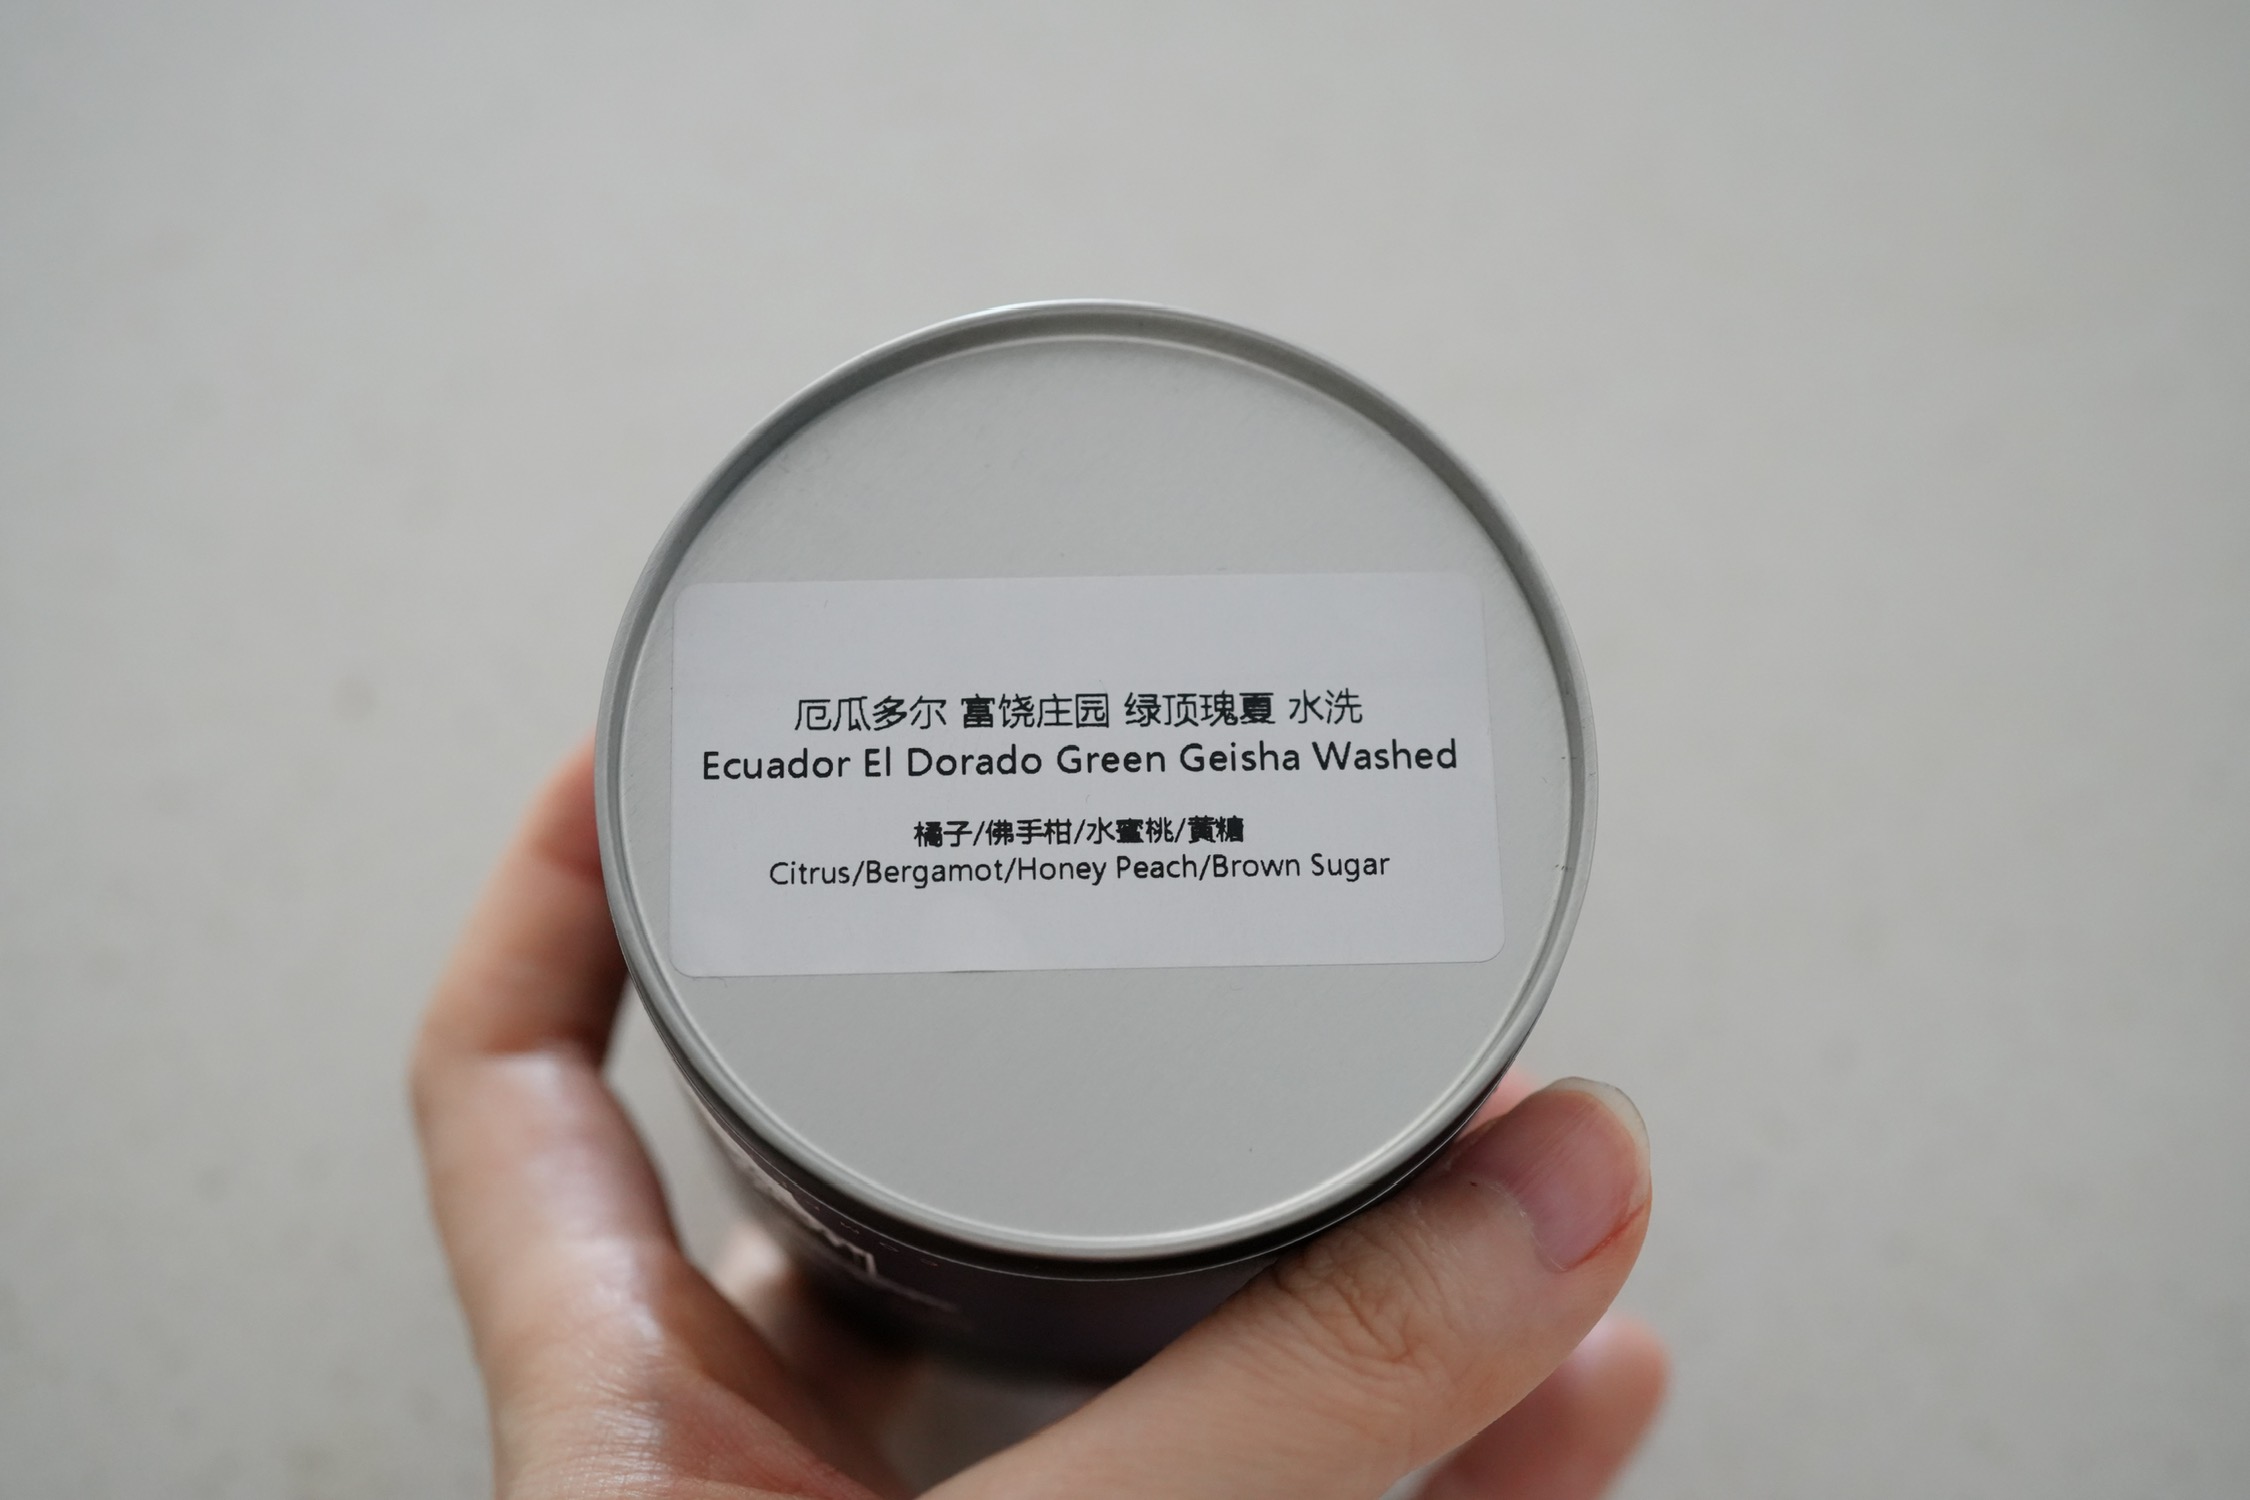 厄瓜多尔 富饶庄园 绿顶瑰夏 水洗
Ecuador El Dorado Green Geisha Washed
橘子/佛手柑/水蜜桃/黄糖
Citrus/Bergamot/Honey Peach/Brown Sugar